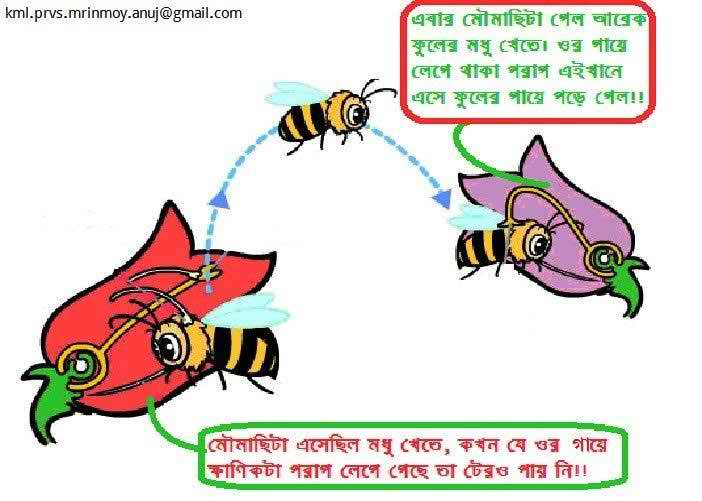 kml.prvs.mrinmoy.anuj@gmail.com
এবার মৌমাছিটা গেল আরেক
ফুলের মধু খেতে। ওর গায়ে
লেগে থাকা পরাগ এইখানে
এসে ফুলের গায়ে পড়ে গেল!!
মৌমাছিটা এসেছিল মধু খেতে, কখন যে ওর গায়ে
ক্ষাণিকটা পরাগ লেগে গেছে তা টেরও পায় নি!!